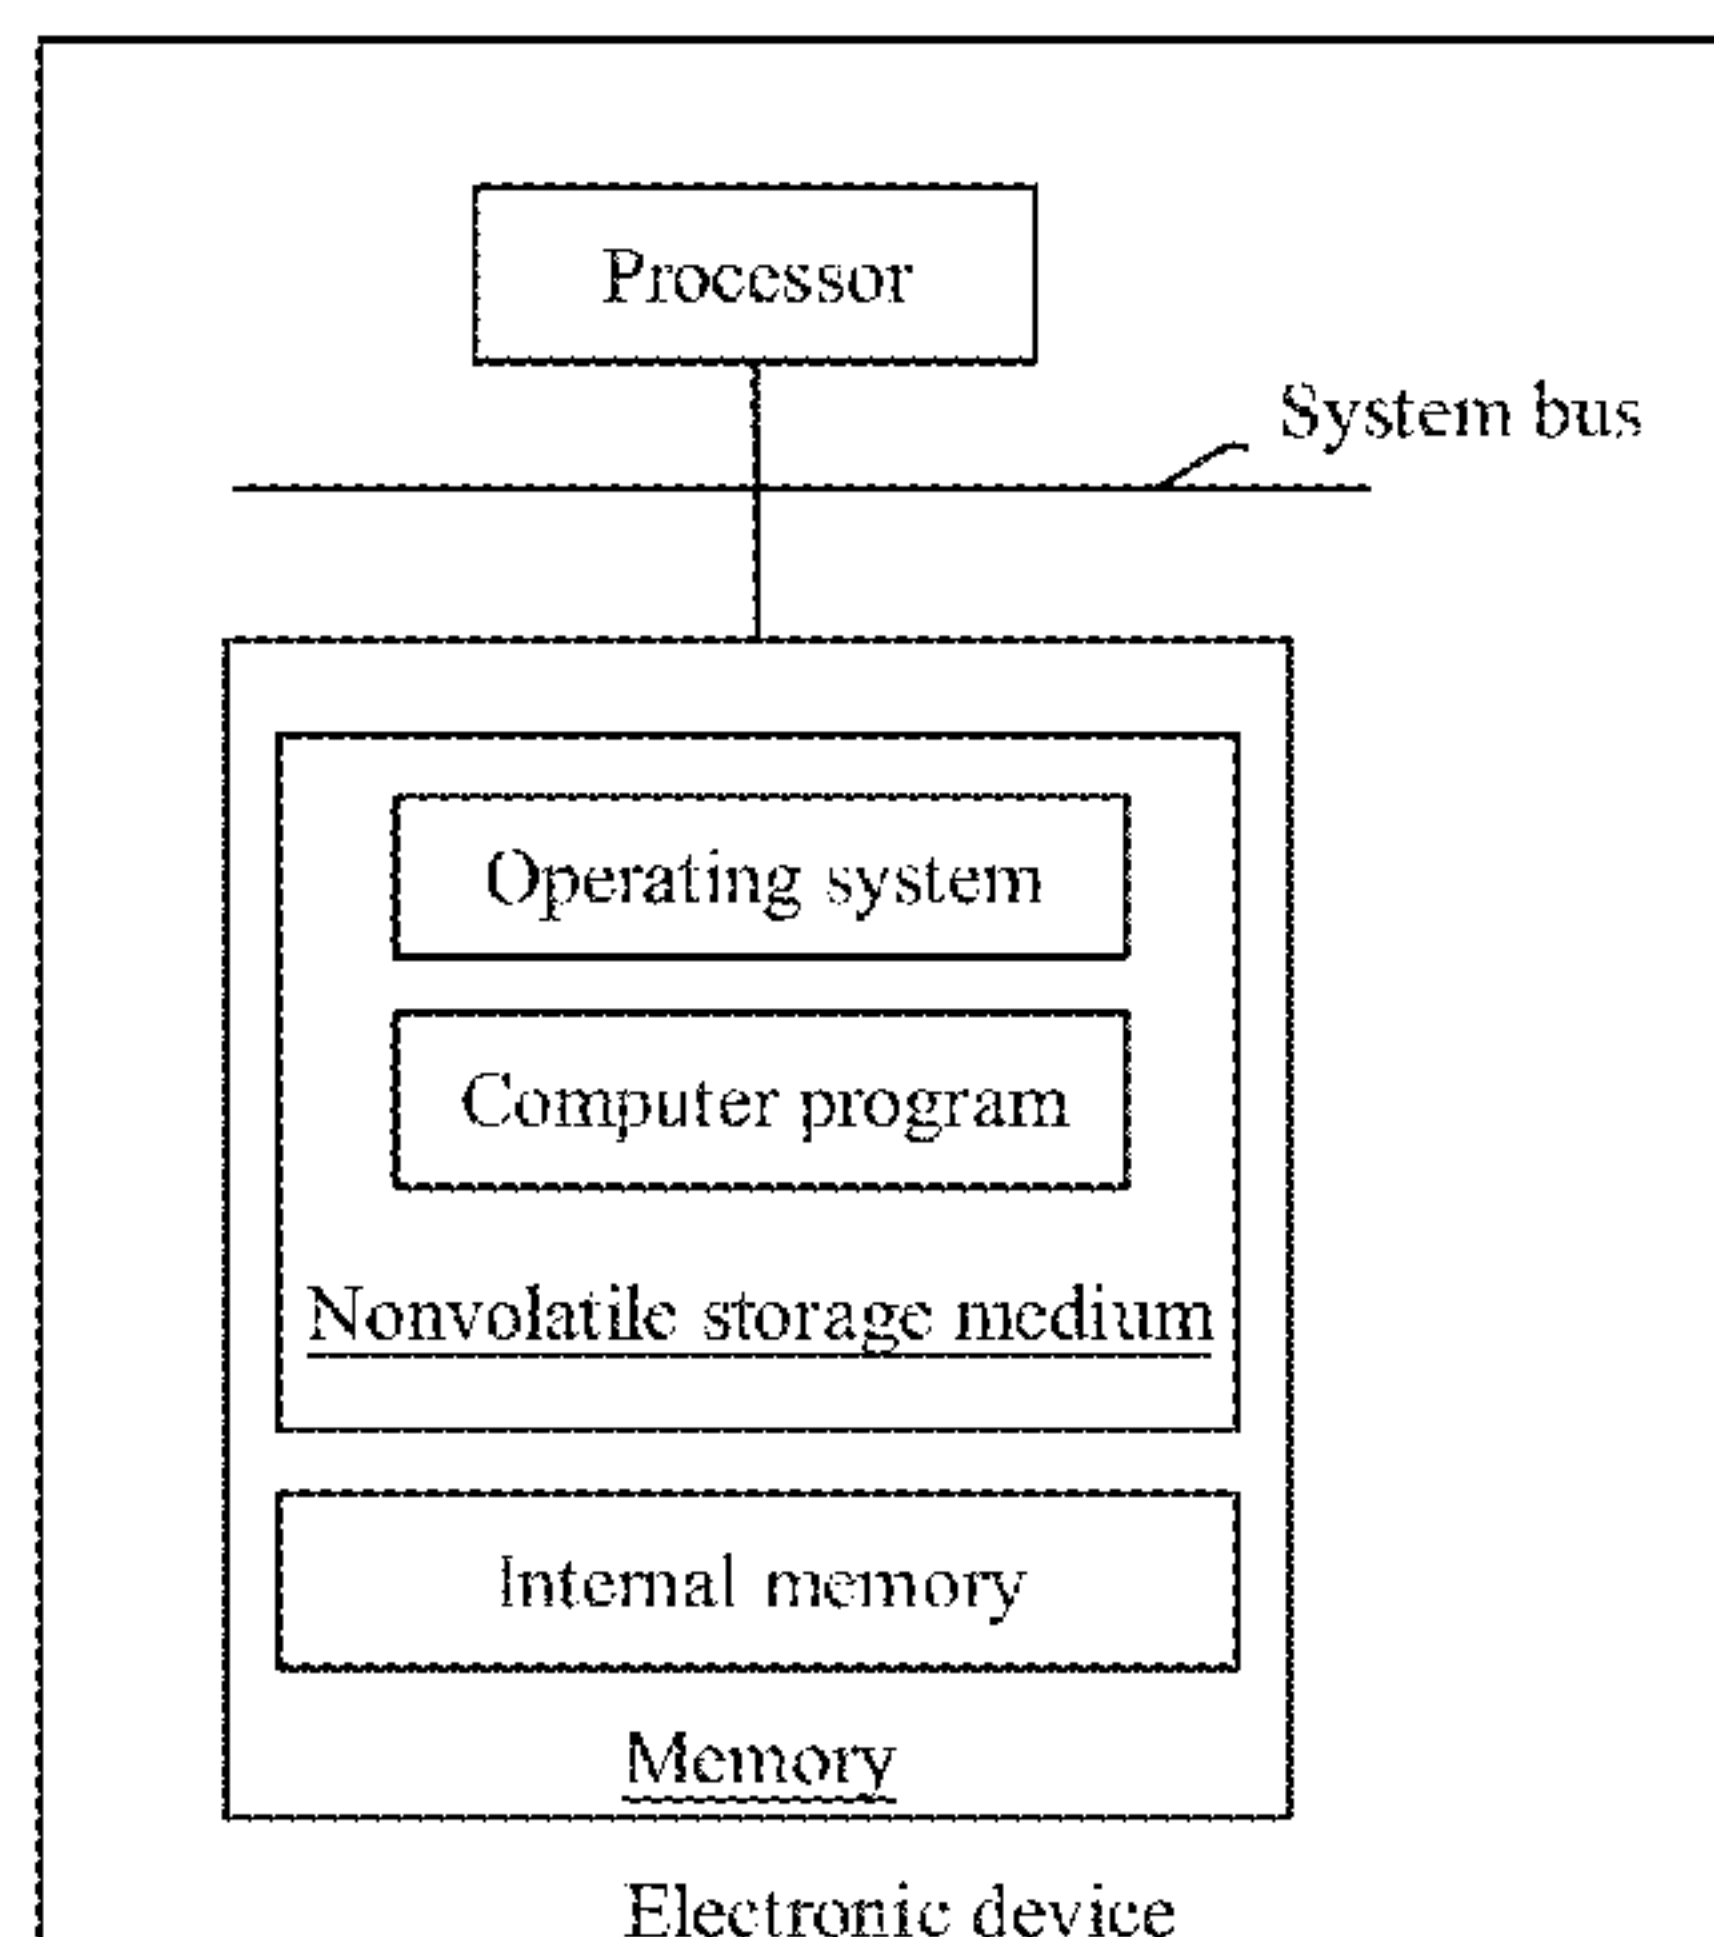 Processor
System bus
Operating system
Computer program
Nonvolatile storage medium
Internal memory
Memory
Electronic device